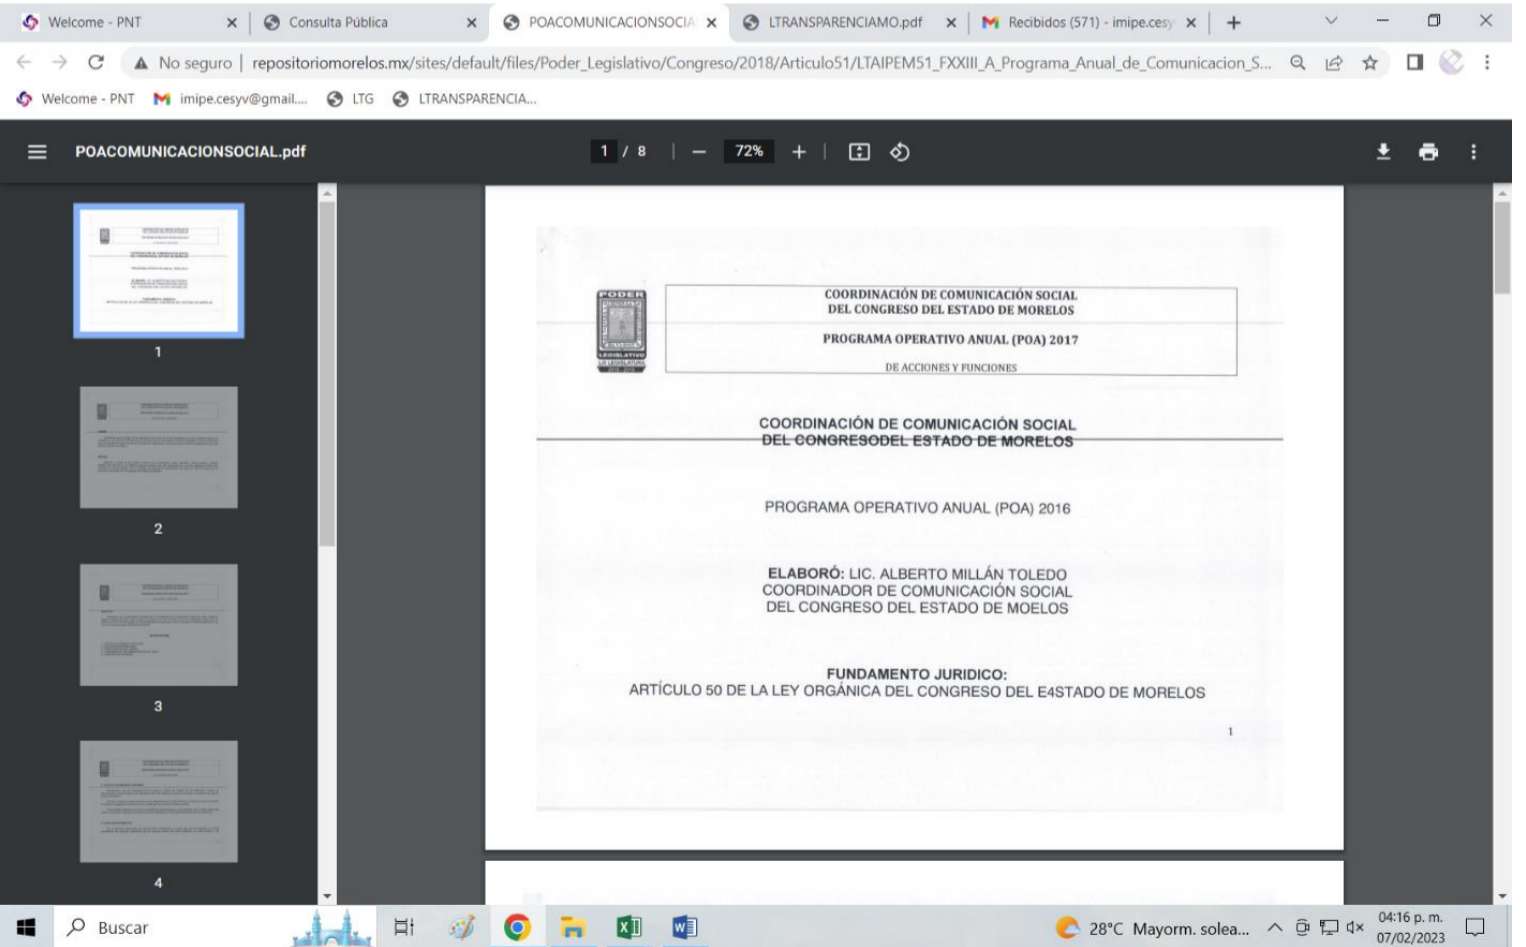 Welcome - PNT
Consulta Pública
POACOMUNICACIONSOCIA
LTRANSPARENCIAMO.pdf
Recibidos (571) - imipe.cesy
No seguro | repositoriomorelos.mx/sites/default/files/Poder_Legislativo/Congreso/2018/Articulo51/LTAIPEM51_FXXIII_A_Programa_Anual_de_Comunicacion_S...
Welcome - PNT
imipe.cesyv@gmail....
LTG
LTRANSPARENCIA...
POACOMUNICACIONSOCIAL.pdf
1 / 8
72%
1
2
3
4
PODER
LEGISLATIVO
COORDINACIÓN DE COMUNICACIÓN SOCIAL
DEL CONGRESO DEL ESTADO DE MORELOS
PROGRAMA OPERATIVO ANUAL (POA) 2017
DE ACCIONES Y FUNCIONES
COORDINACIÓN DE COMUNICACIÓN SOCIAL
DEL CONGRESODEL ESTADO DE MORELOS
PROGRAMA OPERATIVO ANUAL (POA) 2016
ELABORÓ: LIC. ALBERTO MILLÁN TOLEDO
COORDINADOR DE COMUNICACIÓN SOCIAL
DEL CONGRESO DEL ESTADO DE MOELOS
FUNDAMENTO JURIDICO:
ARTÍCULO 50 DE LA LEY ORGÁNICA DEL CONGRESO DEL E4STADO DE MORELOS
1
Buscar
28°C Mayorm. solea...
04:16 p. m.
07/02/2023